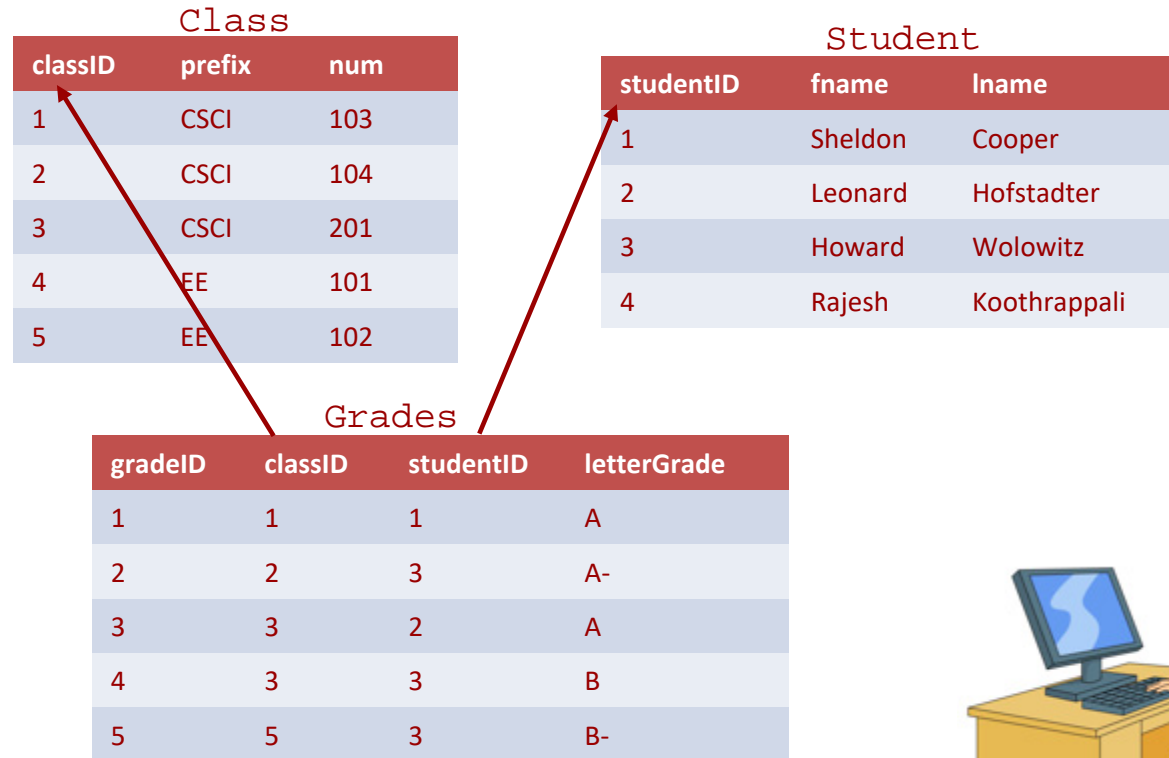 Class
classID prefix num
1 CSCI 103
2 CSCI 104
3 CSCI 201
4 EE 101
5 EE 102
Student
studentID fname lname
1 Sheldon Cooper
2 Leonard Hofstadter
3 Howard Wolowitz
4 Rajesh Koothrappali
Grades
gradeID classID studentID letterGrade
1 1 1 A
2 2 3 A-
3 3 2 A
4 3 3 B
5 5 3 B-